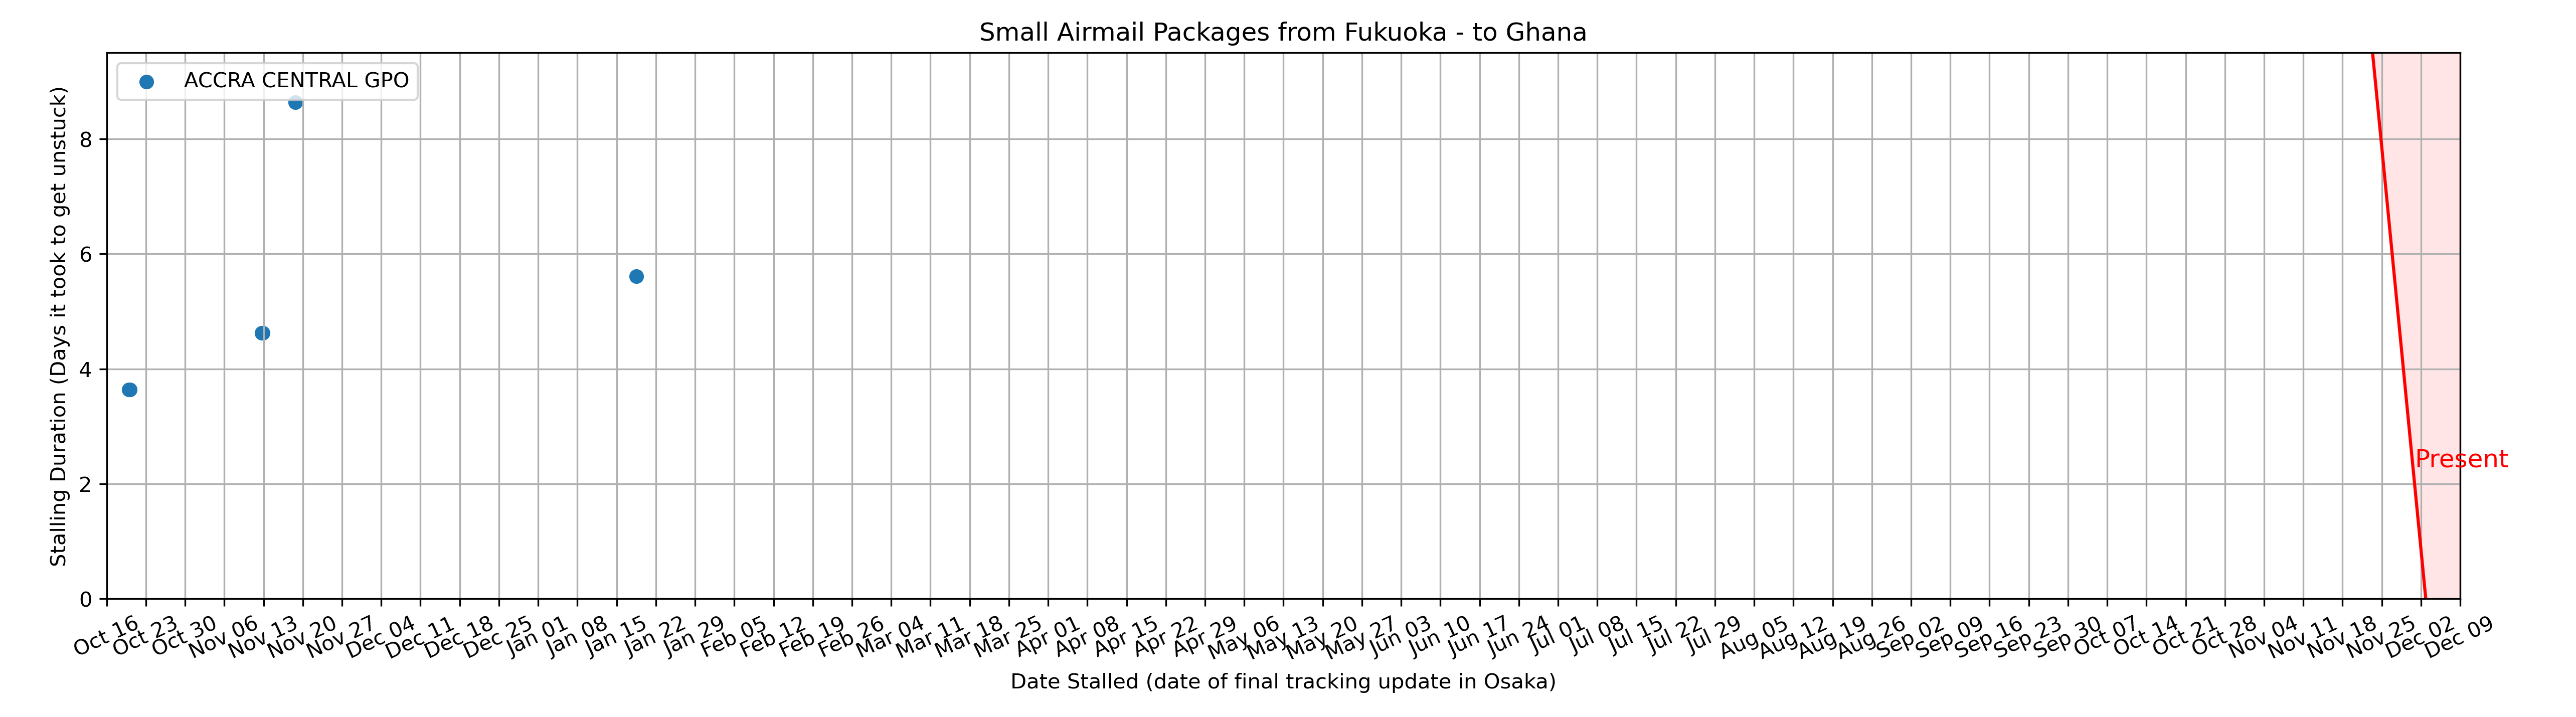 Small Airmail Packages from Fukuoka - to Ghana
ACCRA CENTRAL GPO
Stalling Duration (Days it took to get unstuck)
8
6
4
2
0
Present
Oct 16
Oct 23
Oct 30
Nov 06
Nov 13
Nov 20
Nov 27
Dec 04
Dec 11
Dec 18
Dec 25
Jan 01
Jan 08
Jan 15
Jan 22
Jan 29
Feb 05
Feb 12
Feb 19
Feb 26
Mar 04
Mar 11
Mar 18
Mar 25
Apr 01
Apr 08
Apr 15
Apr 22
Apr 29
May 06
May 13
May 20
May 27
Jun 03
Jun 10
Jun 17
Jun 24
Jul 01
Jul 08
Jul 15
Jul 22
Jul 29
Aug 05
Aug 12
Aug 19
Aug 26
Sep 02
Sep 09
Sep 16
Sep 23
Sep 30
Oct 07
Oct 14
Oct 21
Oct 28
Nov 04
Nov 11
Nov 18
Nov 25
Dec 02
Dec 09
Date Stalled (date of final tracking update in Osaka)